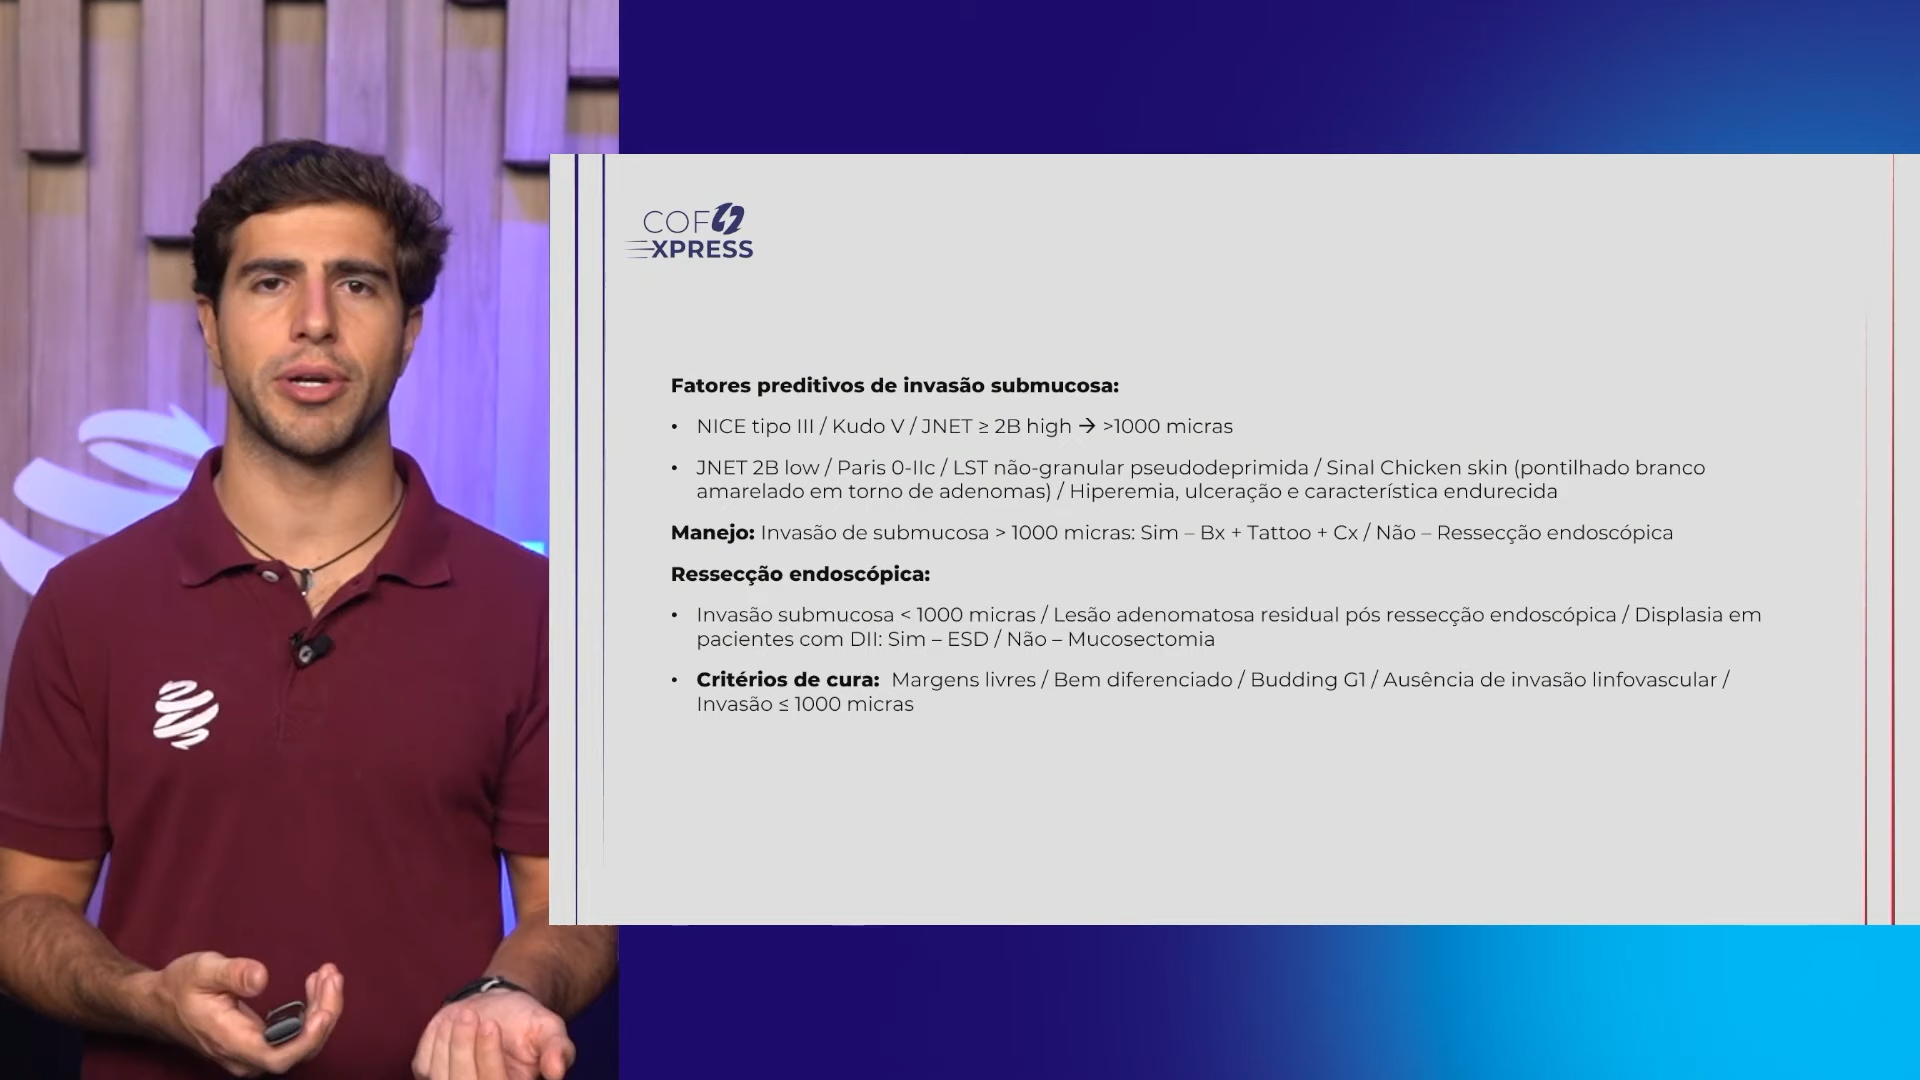 COF
XPRESS
Fatores preditivos de invasão submucosa:
• NICE tipo III / Kudo V / JNET ≥ 2B high → >1000 micras
• JNET 2B low / Paris 0-IIc / LST não-granular pseudodeprimida / Sinal Chicken skin (pontilhado branco
amarelado em torno de adenomas) / Hiperemia, ulceração e característica endurecida
Manejo: Invasão de submucosa > 1000 micras: Sim – Bx + Tattoo + Cx / Não – Ressecção endoscópica
Ressecção endoscópica:
• Invasão submucosa < 1000 micras / Lesão adenomatosa residual pós ressecção endoscópica / Displasia em
pacientes com DII: Sim – ESD / Não – Mucosectomia
• Critérios de cura: Margens livres / Bem diferenciado / Budding G1 / Ausência de invasão linfovascular /
Invasão ≤ 1000 micras